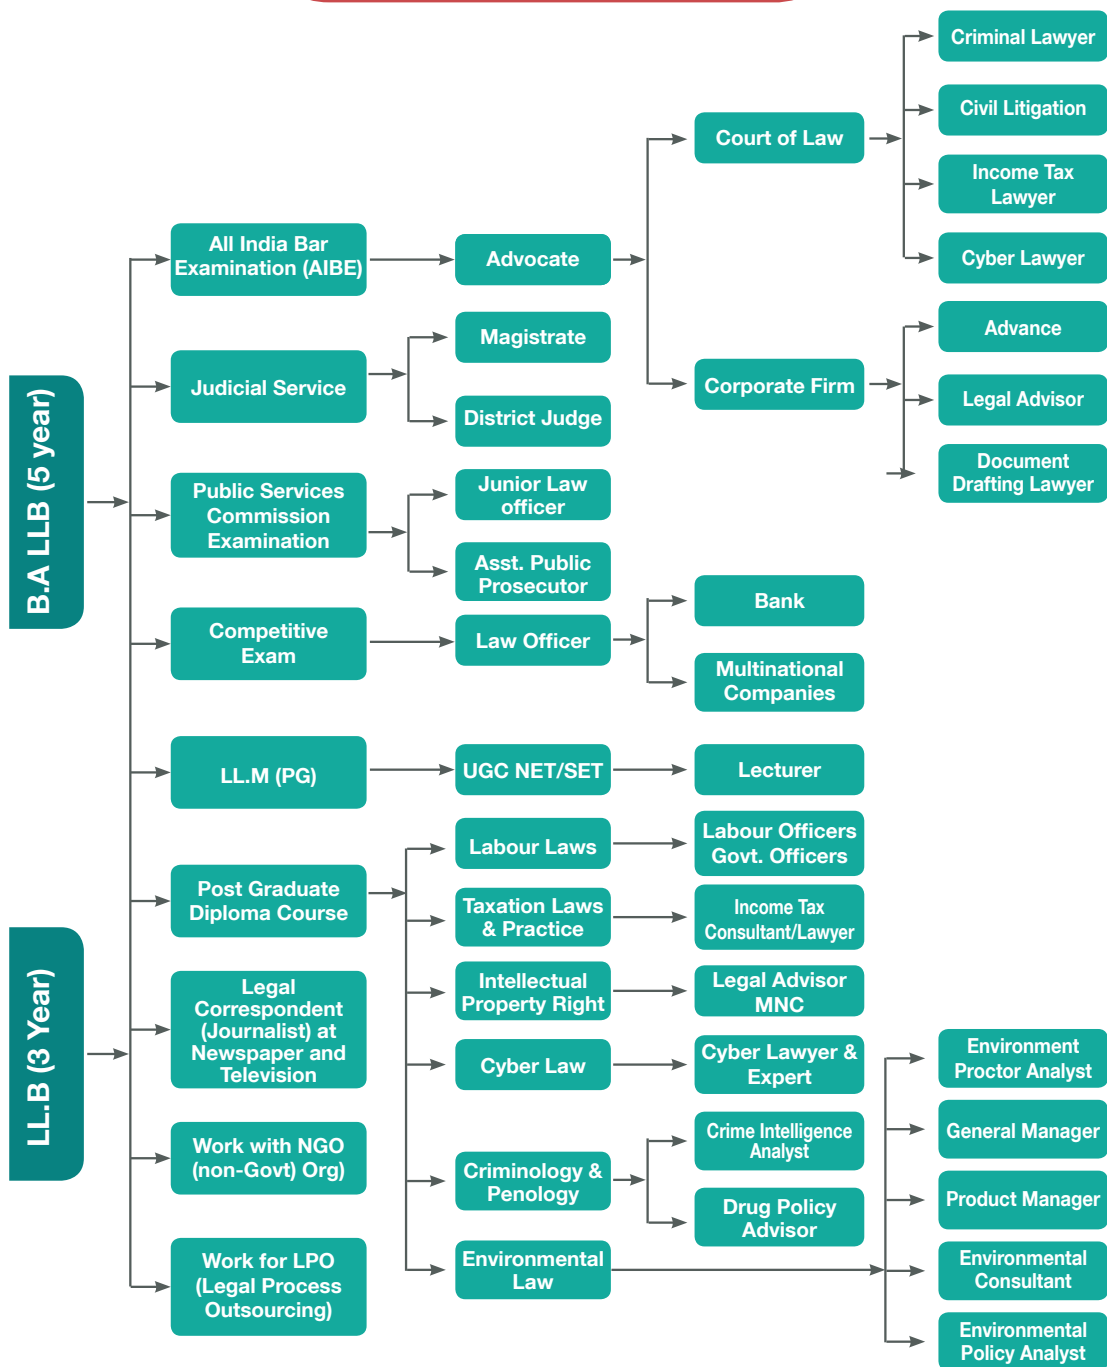 B.A LLB (5 year)
LL.B (3 Year)
All India Bar
Examination (AIBE)
Judicial Service
Public Services
Commission
Examination
Competitive
Exam
LL.M (PG)
Post Graduate
Diploma Course
Legal
Correspondent
(Journalist) at
Newspaper and
Television
Work with NGO
(non-Govt) Org)
Work for LPO
(Legal Process
Outsourcing)
Advocate
Magistrate
District Judge
Junior Law
officer
Asst. Public
Prosecutor
Law Officer
UGC NET/SET
Labour Laws
Taxation Laws
& Practice
Intellectual
Property Right
Cyber Law
Criminology &
Penology
Environmental
Law
Court of Law
Corporate Firm
Bank
Multinational
Companies
Lecturer
Labour Officers
Govt. Officers
Income Tax
Consultant/Lawyer
Legal Advisor
MNC
Cyber Lawyer &
Expert
Crime Intelligence
Analyst
Drug Policy
Advisor
Criminal Lawyer
Civil Litigation
Income Tax
Lawyer
Cyber Lawyer
Advance
Legal Advisor
Document
Drafting Lawyer
Environment
Proctor Analyst
General Manager
Product Manager
Environmental
Consultant
Environmental
Policy Analyst